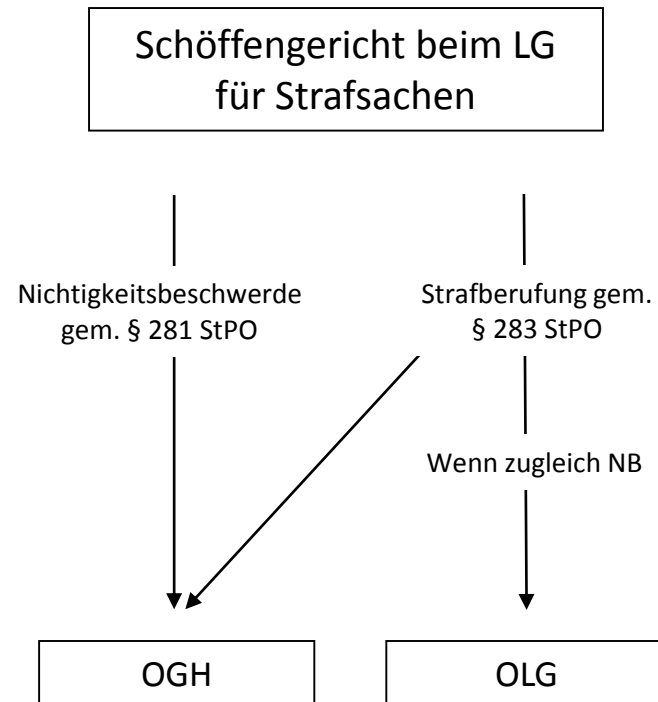 Schöffengericht beim LG
für Strafsachen
Nichtigkeitsbeschwerde
gem. § 281 StPO
Strafberufung gem.
§ 283 StPO
Wenn zugleich NB
OGH
OLG